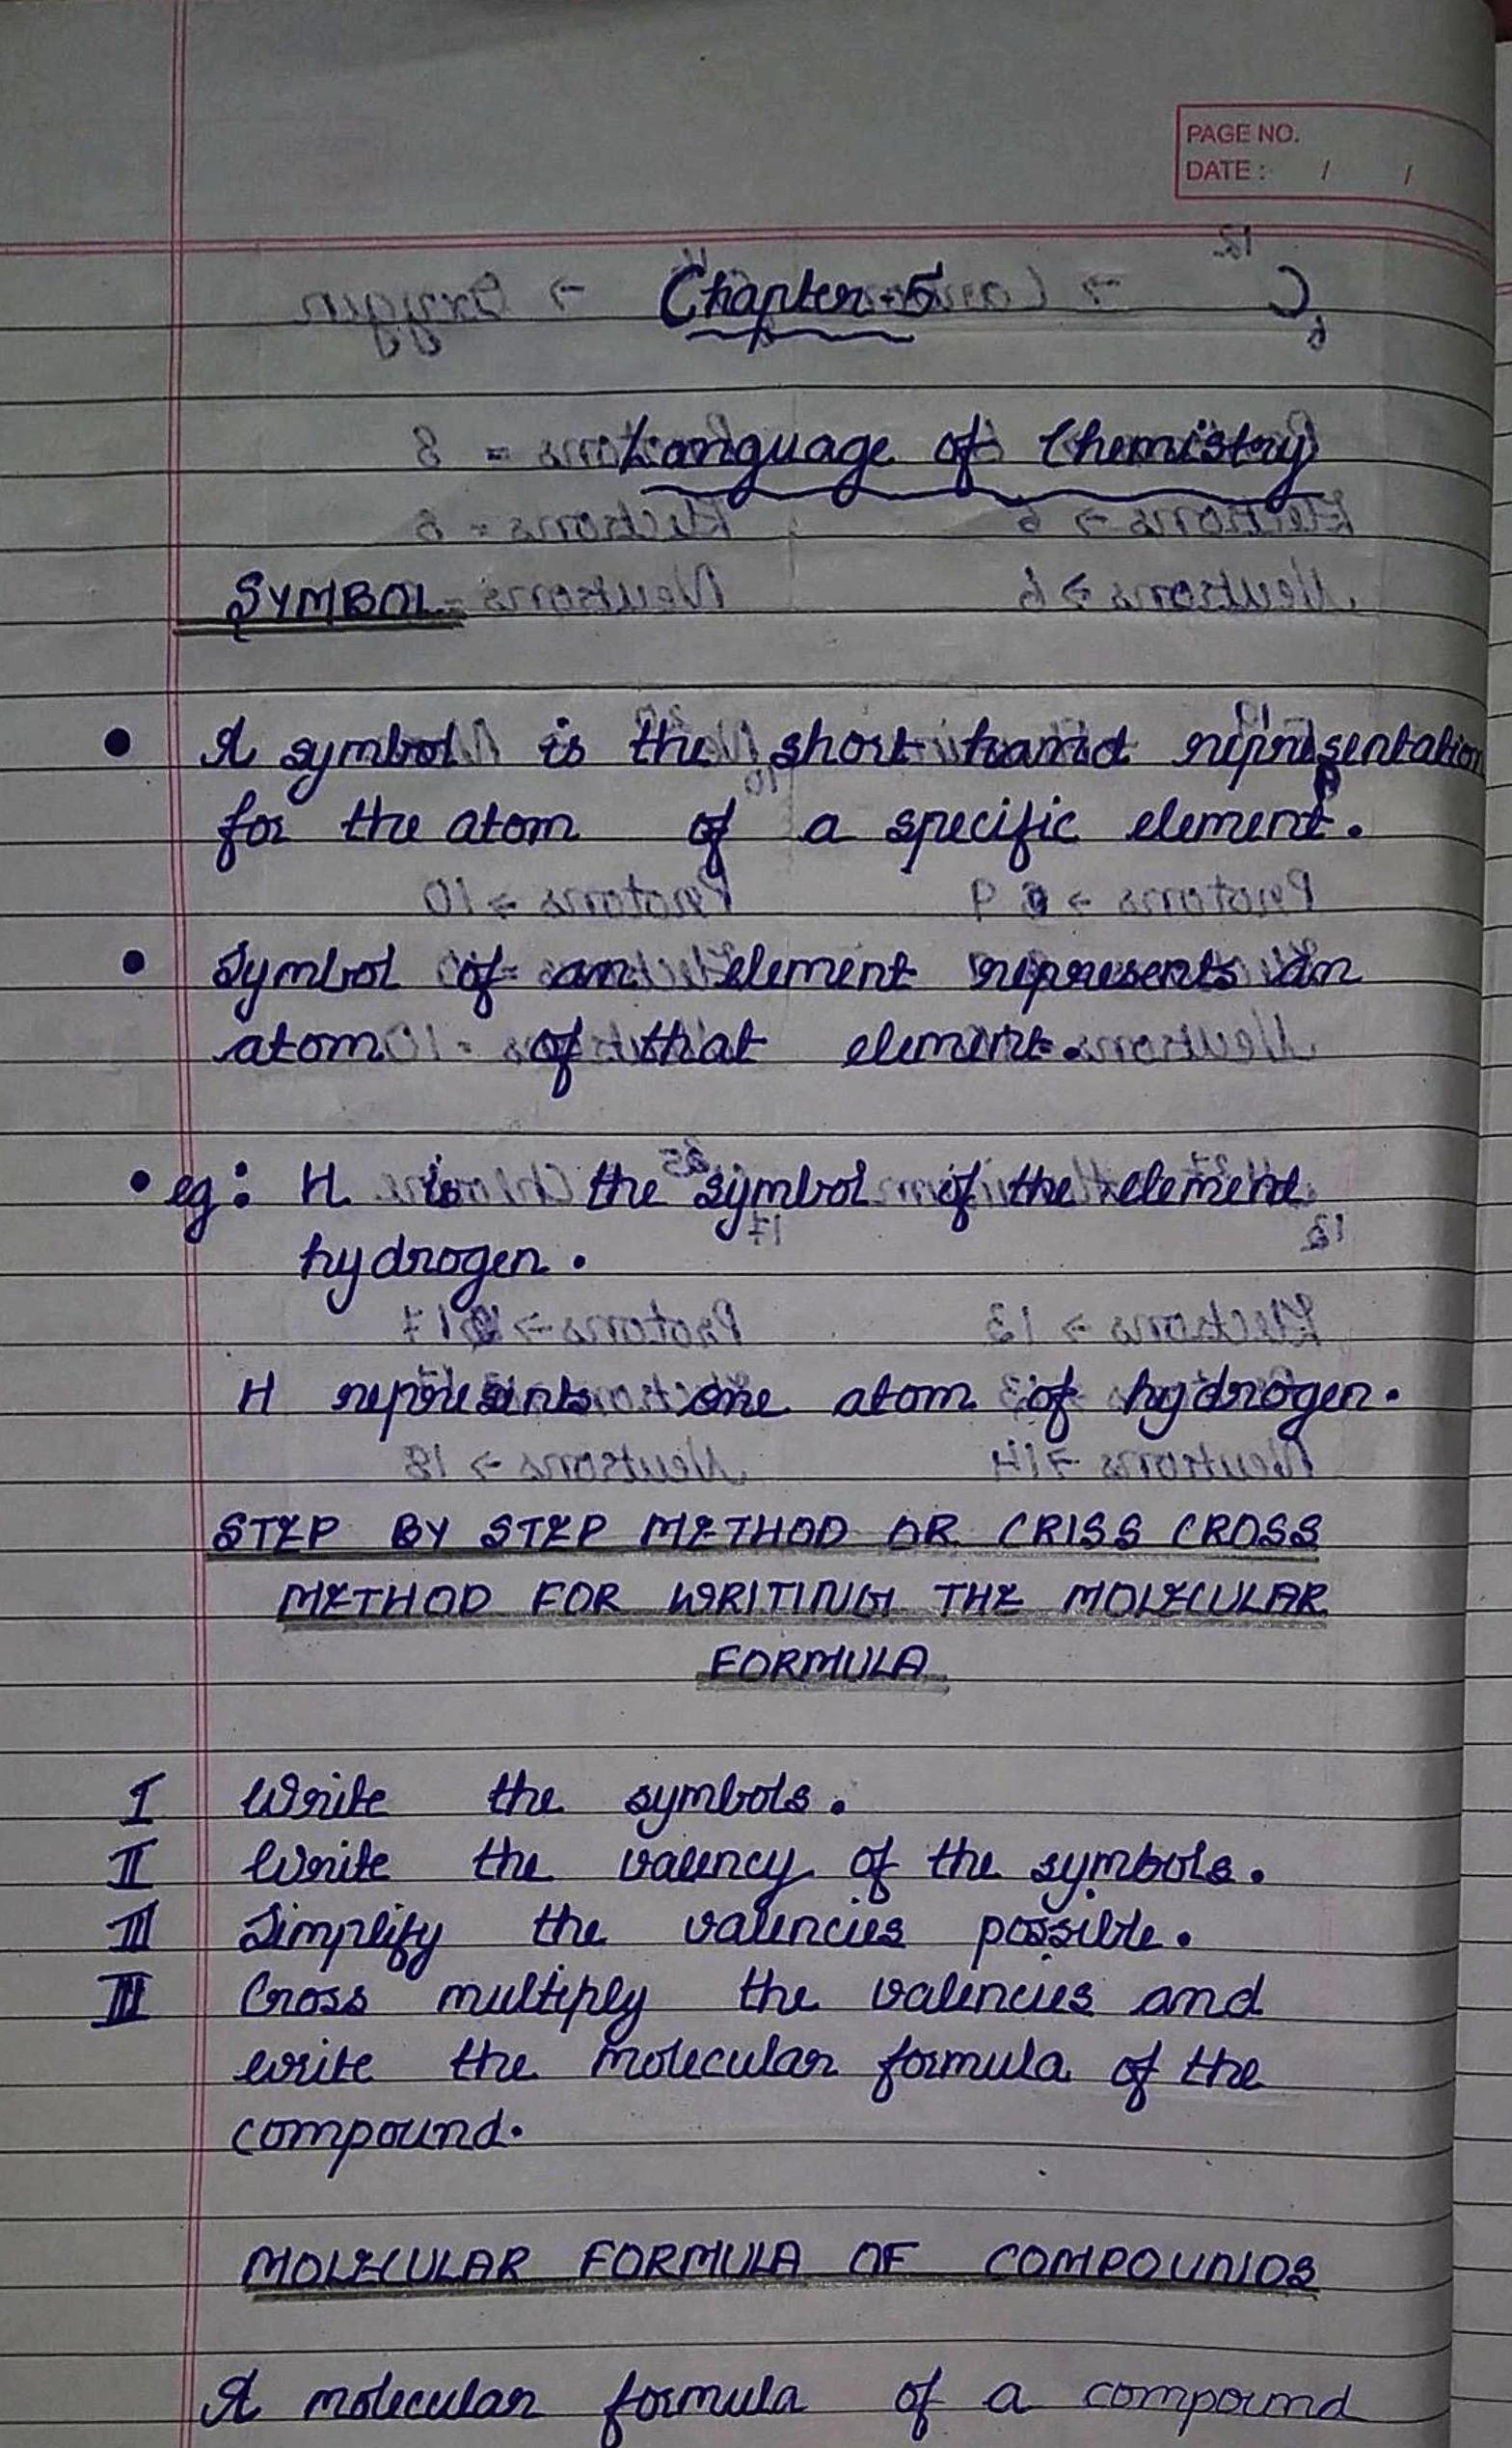 PAGE NO.
DATE : / /
Chapter-5
Language of Chemistry
SYMBOL
• A symbol is the short hand representation
for the atom of a specific element.
• Symbol of an element represents an
atom of that element.
• eg: H is the symbol of the element
hydrogen.
H represents one atom of hydrogen.
STEP BY STEP METHOD OR CRISS CROSS
METHOD FOR WRITING THE MOLECULAR
FORMULA
I Write the symbols.
II Write the valency of the symbols.
III Simplify the valencies possible.
III Cross multiply the valencies and
write the molecular formula of the
compound.
MOLECULAR FORMULA OF COMPOUNDS
A molecular formula of a compound